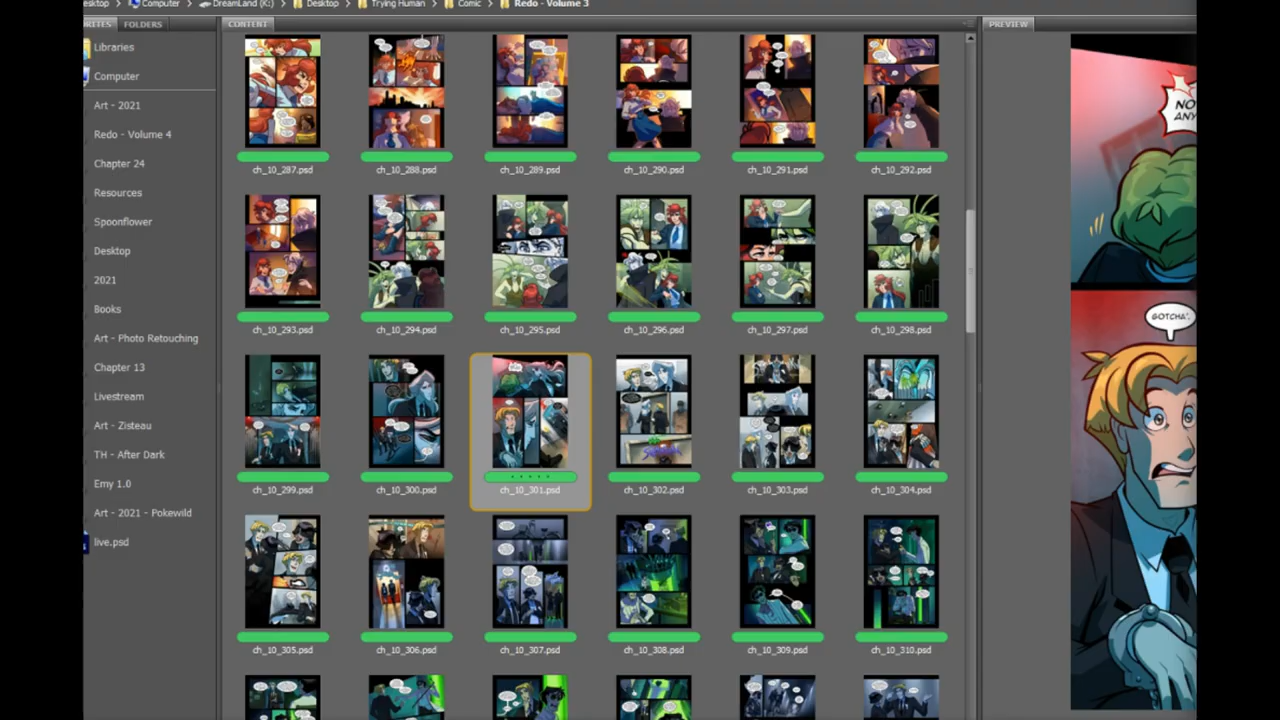 esktop > Computer > DreamLand (K:) > Desktop > Trying Human > Comic > Redo - Volume 3
RITES FOLDERS CONTENT PREVIEW
Libraries
Computer
Art - 2021
Redo - Volume 4
Chapter 24
Resources
Spoonflower
Desktop
2021
Books
Art - Photo Retouching
Chapter 13
Livestream
Art - Zisteau
TH - After Dark
Emy 1.0
Art - 2021 - Pokewild
live.psd
ch_10_287.psd ch_10_288.psd ch_10_289.psd ch_10_290.psd ch_10_291.psd ch_10_292.psd
ch_10_293.psd ch_10_294.psd ch_10_295.psd ch_10_296.psd ch_10_297.psd ch_10_298.psd
ch_10_299.psd ch_10_300.psd ch_10_301.psd ch_10_302.psd ch_10_303.psd ch_10_304.psd
ch_10_305.psd ch_10_306.psd ch_10_307.psd ch_10_308.psd ch_10_309.psd ch_10_310.psd
NO
ANY
GOTCHA'.